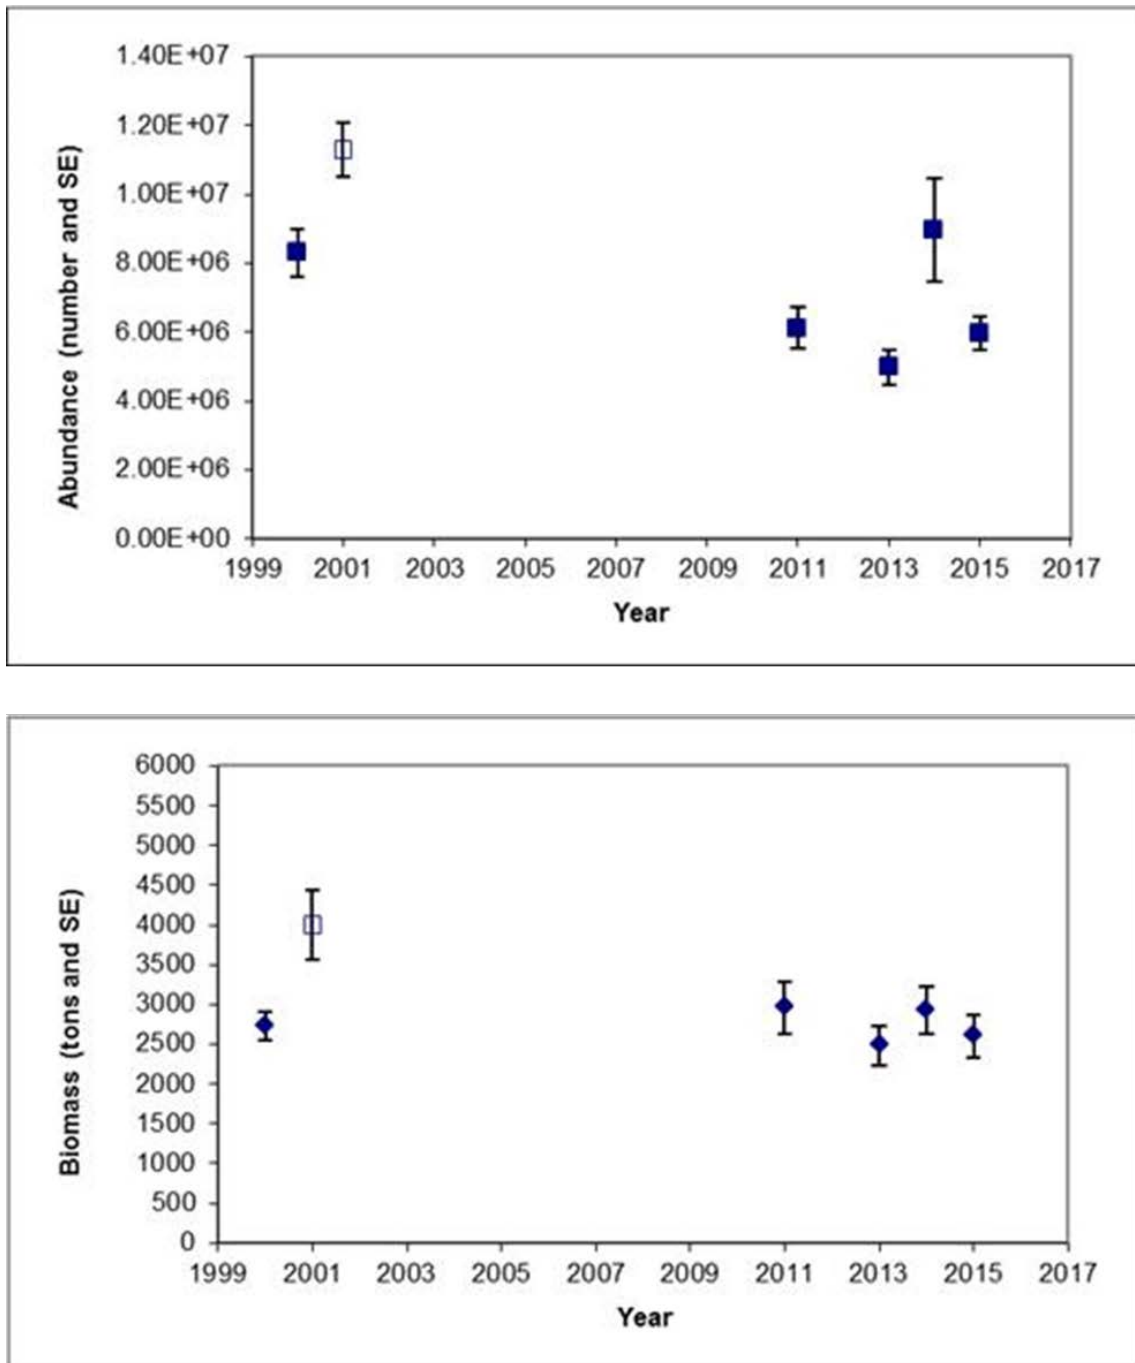 1.40E+07
1.20E+07
1.00E+07
8.00E+06
6.00E+06
4.00E+06
2.00E+06
0.00E+00
Abundance (number and SE)
1999 2001 2003 2005 2007 2009 2011 2013 2015 2017
Year
6000
5500
5000
4500
4000
3500
3000
2500
2000
1500
1000
500
0
Biomass (tons and SE)
1999 2001 2003 2005 2007 2009 2011 2013 2015 2017
Year